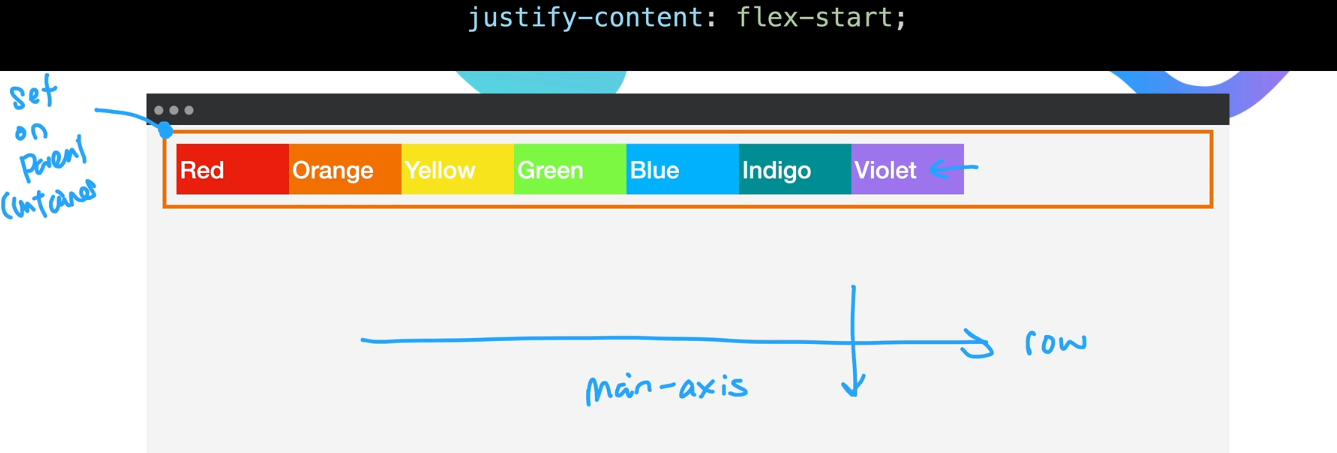 justify-content: flex-start;
set
on
Parent
Container
Red Orange Yellow Green Blue Indigo Violet
row
main-axis